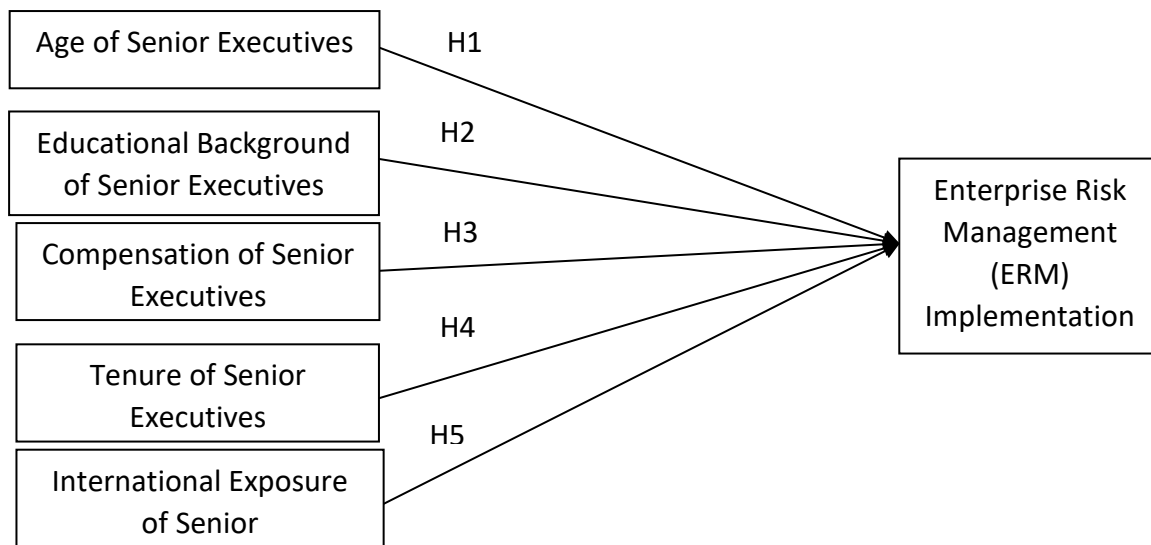 Age of Senior Executives
H1
Educational Background
of Senior Executives
H2
Compensation of Senior
Executives
H3
Tenure of Senior
Executives
H4
International Exposure
of Senior
H5
Enterprise Risk
Management
(ERM)
Implementation